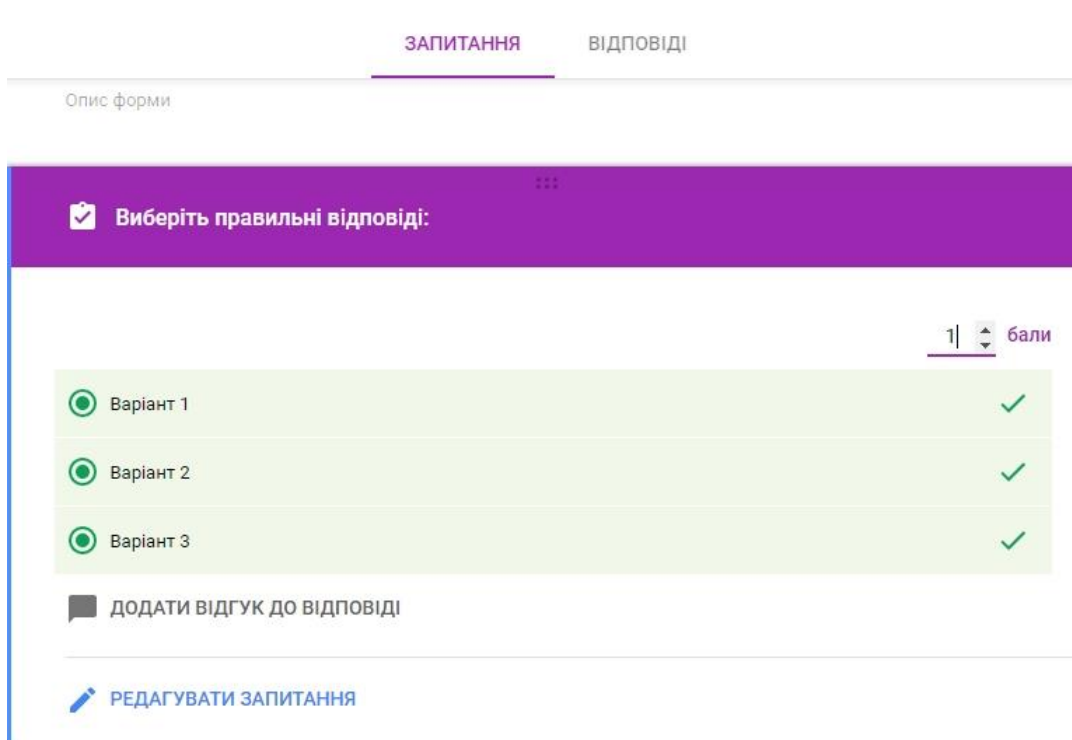 ЗАПИТАННЯ ВІДПОВІДІ
Опис форми
Виберіть правильні відповіді:
1 бали
Варіант 1
Варіант 2
Варіант 3
ДОДАТИ ВІДГУК ДО ВІДПОВІДІ
РЕДАГУВАТИ ЗАПИТАННЯ